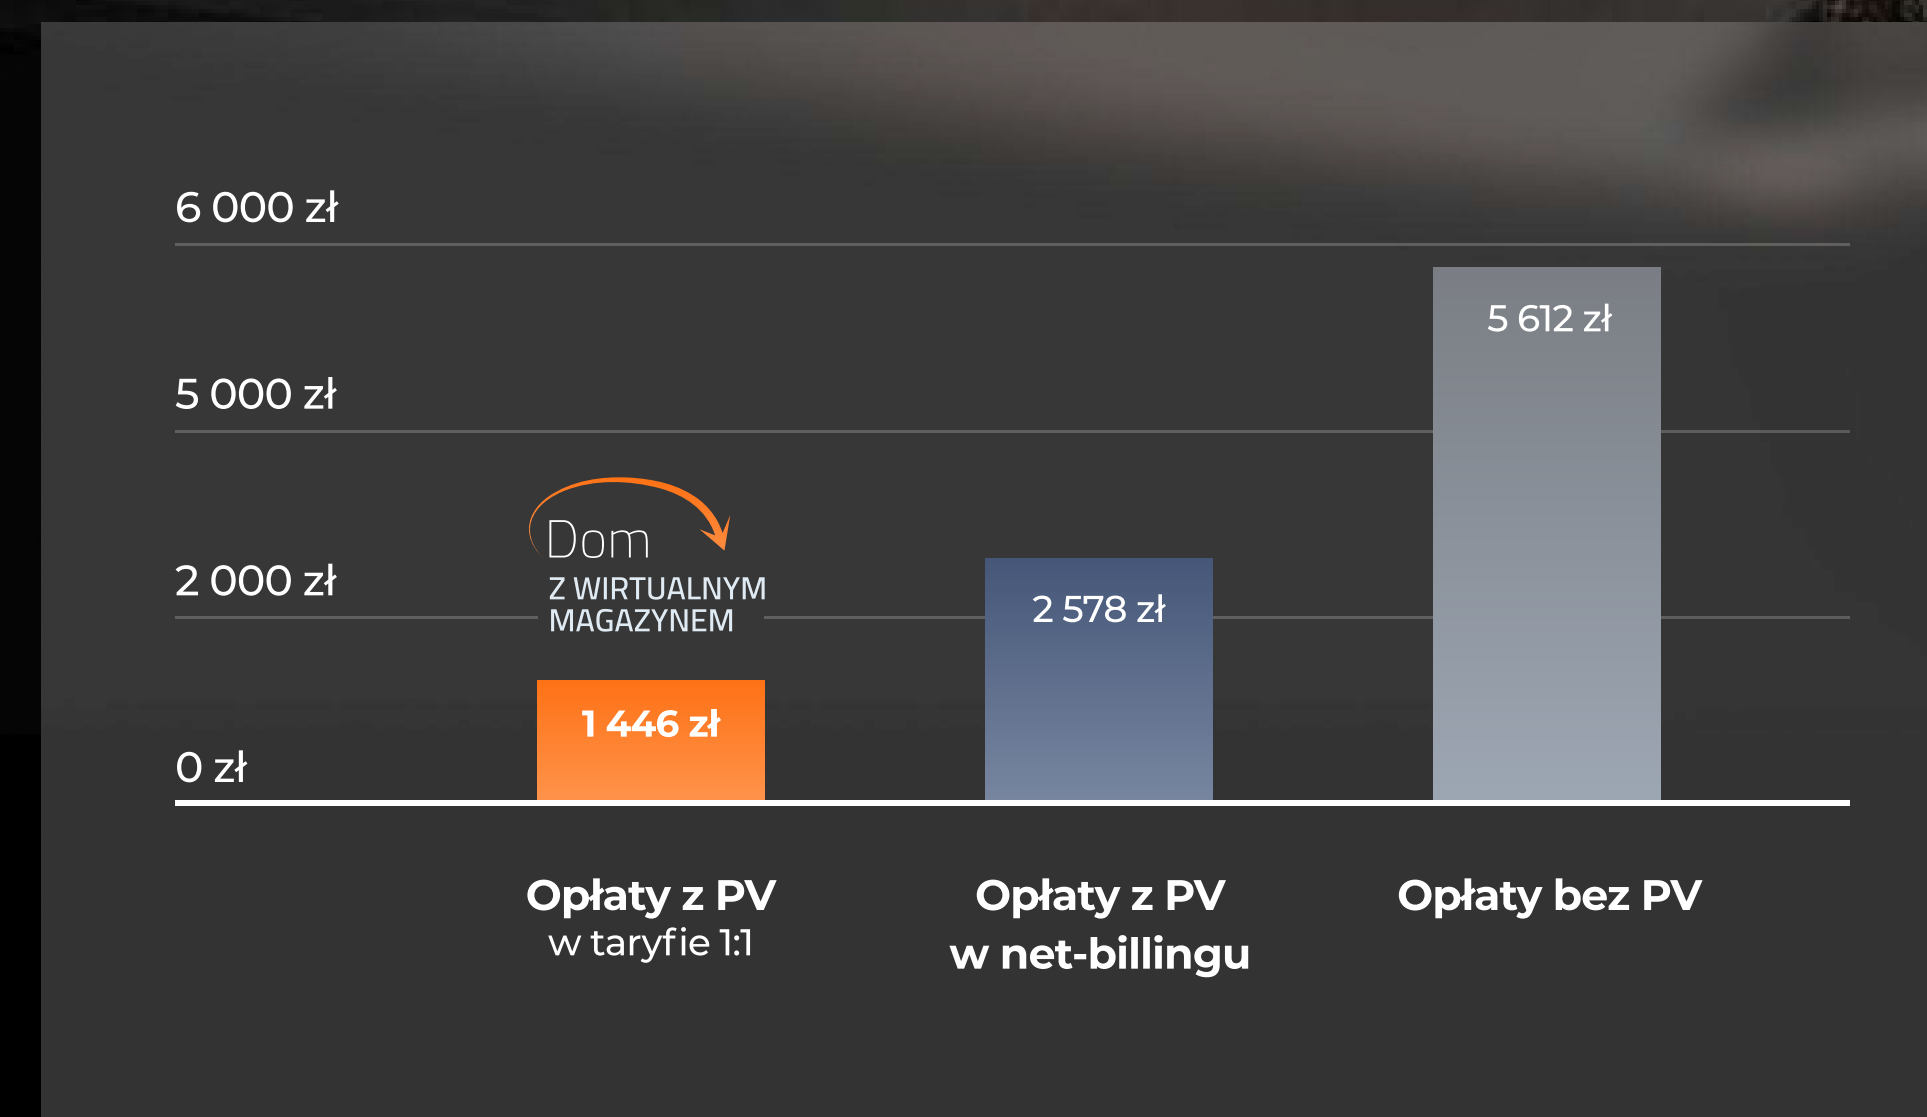 6 000 zł
5 612 zł
5 000 zł
Dom
Z WIRTUALNYM
MAGAZYNEM
2 000 zł
2 578 zł
1 446 zł
0 zł
Opłaty z PV
w taryfie 1:1
Opłaty z PV
w net-billingu
Opłaty bez PV